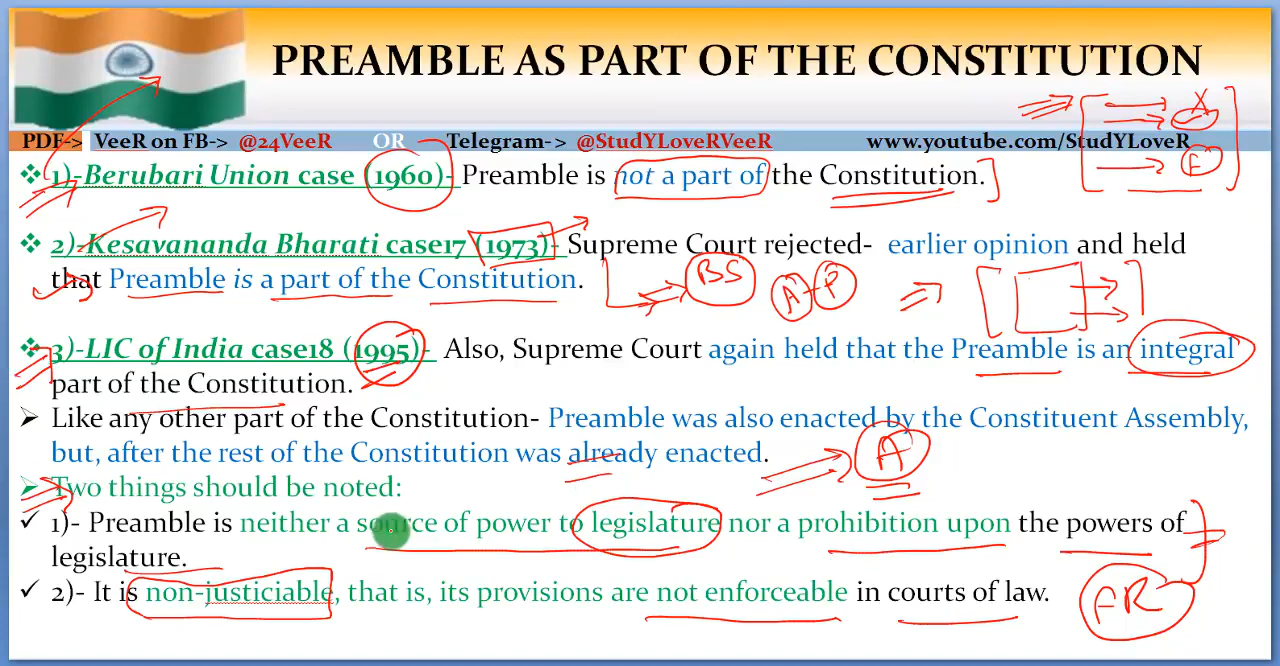 PREAMBLE AS PART OF THE CONSTITUTION
PDF-> VeeR on FB-> @24VeeR OR Telegram-> @StudYLoveRVeeR www.youtube.com/StudYLoveR
A
F
❖ 1)-Berubari Union case (1960)- Preamble is not a part of the Constitution.
❖ 2)-Kesavananda Bharati case17 (1973)- Supreme Court rejected- earlier opinion and held
that Preamble is a part of the Constitution.
BS
A-P
❖ 3)-LIC of India case18 (1995)- Also, Supreme Court again held that the Preamble is an integral
part of the Constitution.
➢ Like any other part of the Constitution- Preamble was also enacted by the Constituent Assembly,
but, after the rest of the Constitution was already enacted.
A
➢ Two things should be noted:
✓ 1)- Preamble is neither a source of power to legislature nor a prohibition upon the powers of
legislature.
✓ 2)- It is non-justiciable, that is, its provisions are not enforceable in courts of law.
FR